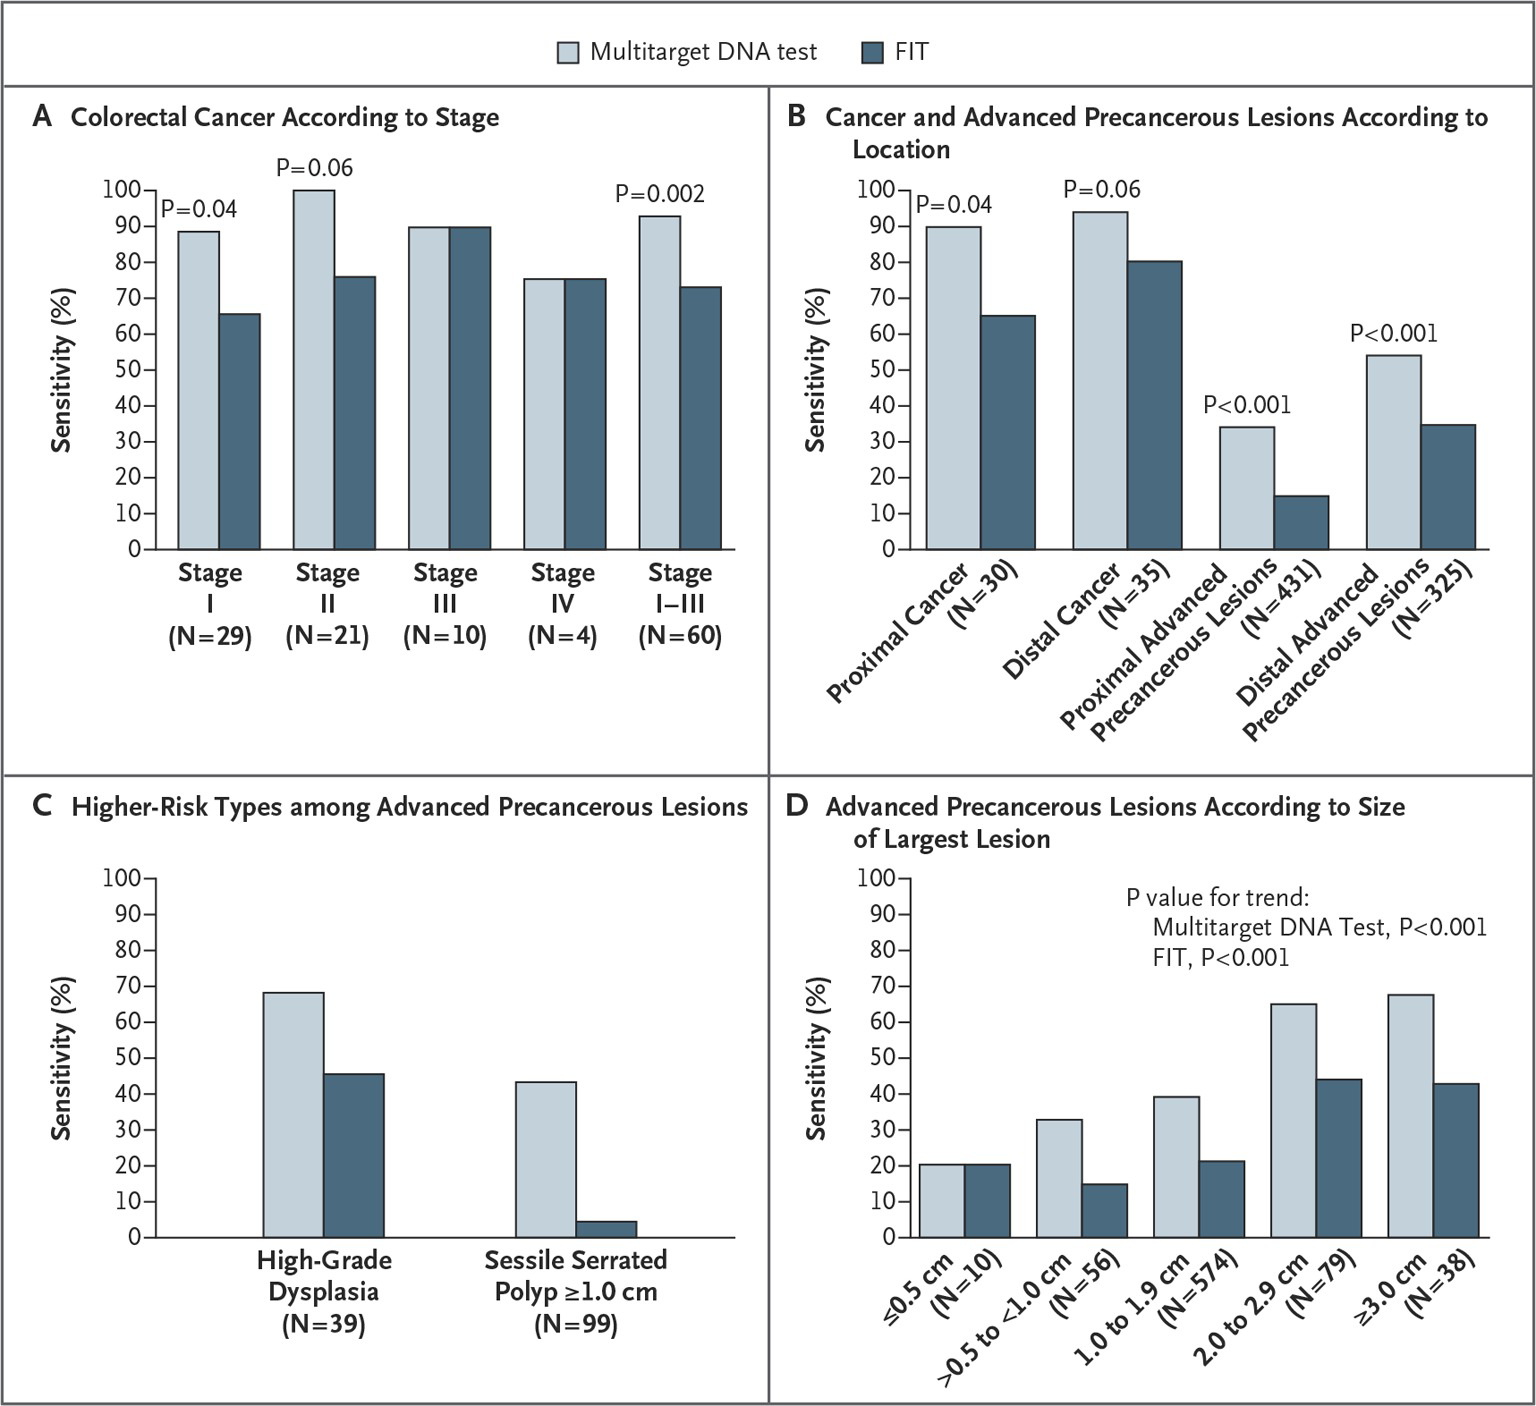 Multitarget DNA test FIT
A Colorectal Cancer According to Stage
Sensitivity (%)
100
90
80
70
60
50
40
30
20
10
0
P=0.04
P=0.06
P=0.002
Stage I (N=29)
Stage II (N=21)
Stage III (N=10)
Stage IV (N=4)
Stage I–III (N=60)
B Cancer and Advanced Precancerous Lesions According to
Location
Sensitivity (%)
100
90
80
70
60
50
40
30
20
10
0
P=0.04
P=0.06
P<0.001
P<0.001
Proximal Cancer
(N=30)
Distal Cancer
(N=35)
Proximal Advanced
Precancerous Lesions
(N=431)
Distal Advanced
Precancerous Lesions
(N=325)
C Higher-Risk Types among Advanced Precancerous Lesions
Sensitivity (%)
100
90
80
70
60
50
40
30
20
10
0
High-Grade
Dysplasia
(N=39)
Sessile Serrated
Polyp ≥1.0 cm
(N=99)
D Advanced Precancerous Lesions According to Size
of Largest Lesion
Sensitivity (%)
100
90
80
70
60
50
40
30
20
10
0
P value for trend:
Multitarget DNA Test, P<0.001
FIT, P<0.001
≤0.5 cm
(N=10)
>0.5 to <1.0 cm
(N=56)
1.0 to 1.9 cm
(N=574)
2.0 to 2.9 cm
(N=79)
≥3.0 cm
(N=38)